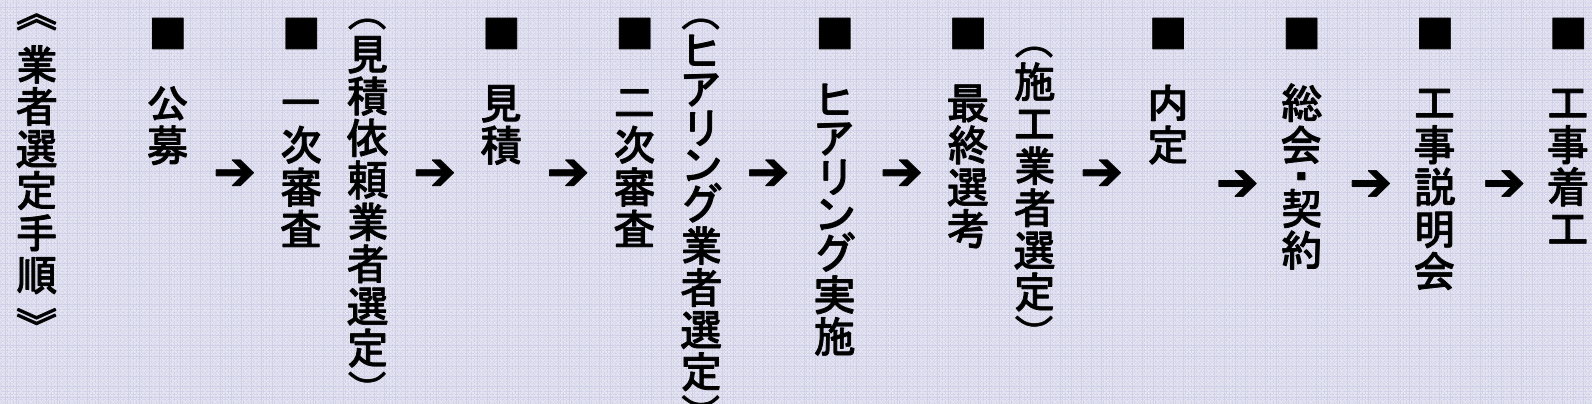 《業者選定手順》
■ 公募
➔
■ 一次審査
（見積依頼業者選定）
➔
■ 見積
➔
■ 二次審査
（ヒアリング業者選定）
➔
■ ヒアリング実施
➔
■ 最終選考
（施工業者選定）
➔
■ 内定
➔
■ 総会・契約
➔
■ 工事説明会
➔
■ 工事着工